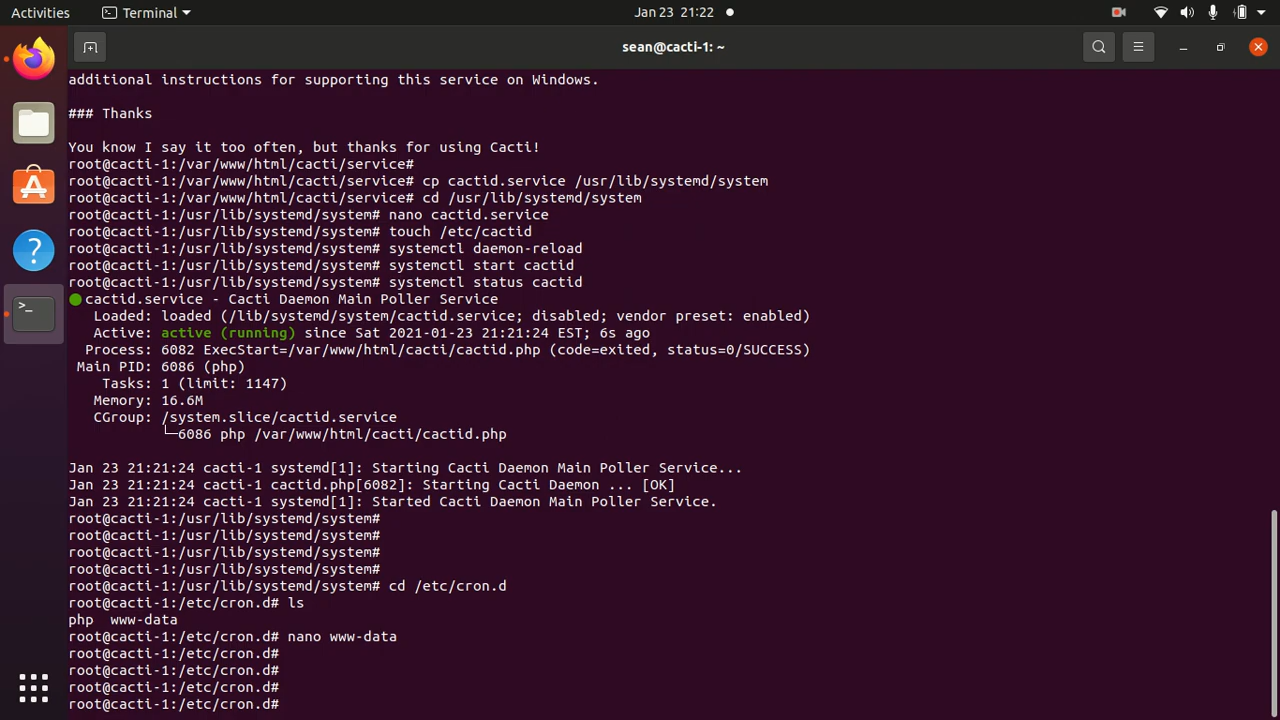 Activities
Terminal
Jan 23 21:22
sean@cacti-1: ~
additional instructions for supporting this service on Windows.
### Thanks
You know I say it too often, but thanks for using Cacti!
root@cacti-1:/var/www/html/cacti/service#
root@cacti-1:/var/www/html/cacti/service# cp cactid.service /usr/lib/systemd/system
root@cacti-1:/var/www/html/cacti/service# cd /usr/lib/systemd/system
root@cacti-1:/usr/lib/systemd/system# nano cactid.service
root@cacti-1:/usr/lib/systemd/system# touch /etc/cactid
root@cacti-1:/usr/lib/systemd/system# systemctl daemon-reload
root@cacti-1:/usr/lib/systemd/system# systemctl start cactid
root@cacti-1:/usr/lib/systemd/system# systemctl status cactid
● cactid.service - Cacti Daemon Main Poller Service
Loaded: loaded (/lib/systemd/system/cactid.service; disabled; vendor preset: enabled)
Active: active (running) since Sat 2021-01-23 21:21:24 EST; 6s ago
Process: 6082 ExecStart=/var/www/html/cacti/cactid.php (code=exited, status=0/SUCCESS)
Main PID: 6086 (php)
Tasks: 1 (limit: 1147)
Memory: 16.6M
CGroup: /system.slice/cactid.service
└─6086 php /var/www/html/cacti/cactid.php
Jan 23 21:21:24 cacti-1 systemd[1]: Starting Cacti Daemon Main Poller Service...
Jan 23 21:21:24 cacti-1 cactid.php[6082]: Starting Cacti Daemon ... [OK]
Jan 23 21:21:24 cacti-1 systemd[1]: Started Cacti Daemon Main Poller Service.
root@cacti-1:/usr/lib/systemd/system#
root@cacti-1:/usr/lib/systemd/system#
root@cacti-1:/usr/lib/systemd/system#
root@cacti-1:/usr/lib/systemd/system#
root@cacti-1:/usr/lib/systemd/system# cd /etc/cron.d
root@cacti-1:/etc/cron.d# ls
php  www-data
root@cacti-1:/etc/cron.d# nano www-data
root@cacti-1:/etc/cron.d#
root@cacti-1:/etc/cron.d#
root@cacti-1:/etc/cron.d#
root@cacti-1:/etc/cron.d#